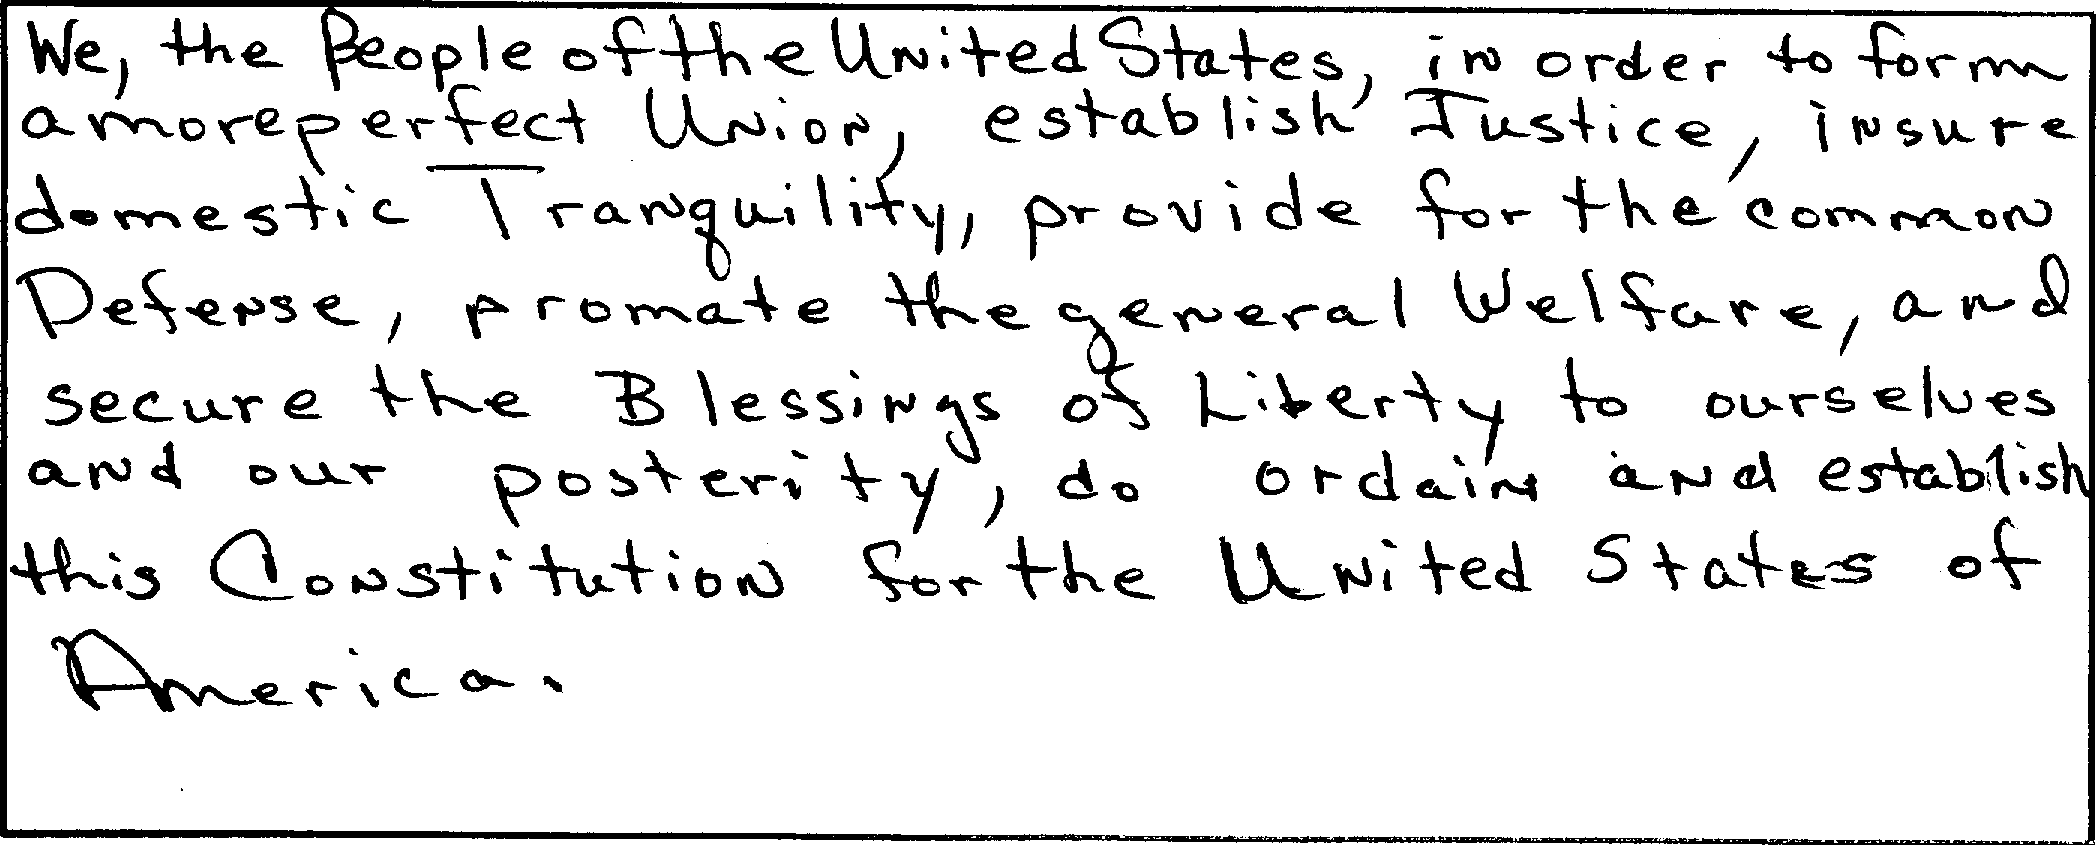 We, the People of the United States, in order to form
a more perfect Union, establish Justice, insure
domestic Tranquility, provide for the common
Defense, promate the general Welfare, and
secure the Blessings of Liberty to ourselves
and our posterity, do ordain and establish
this Constitution for the United States of
America.